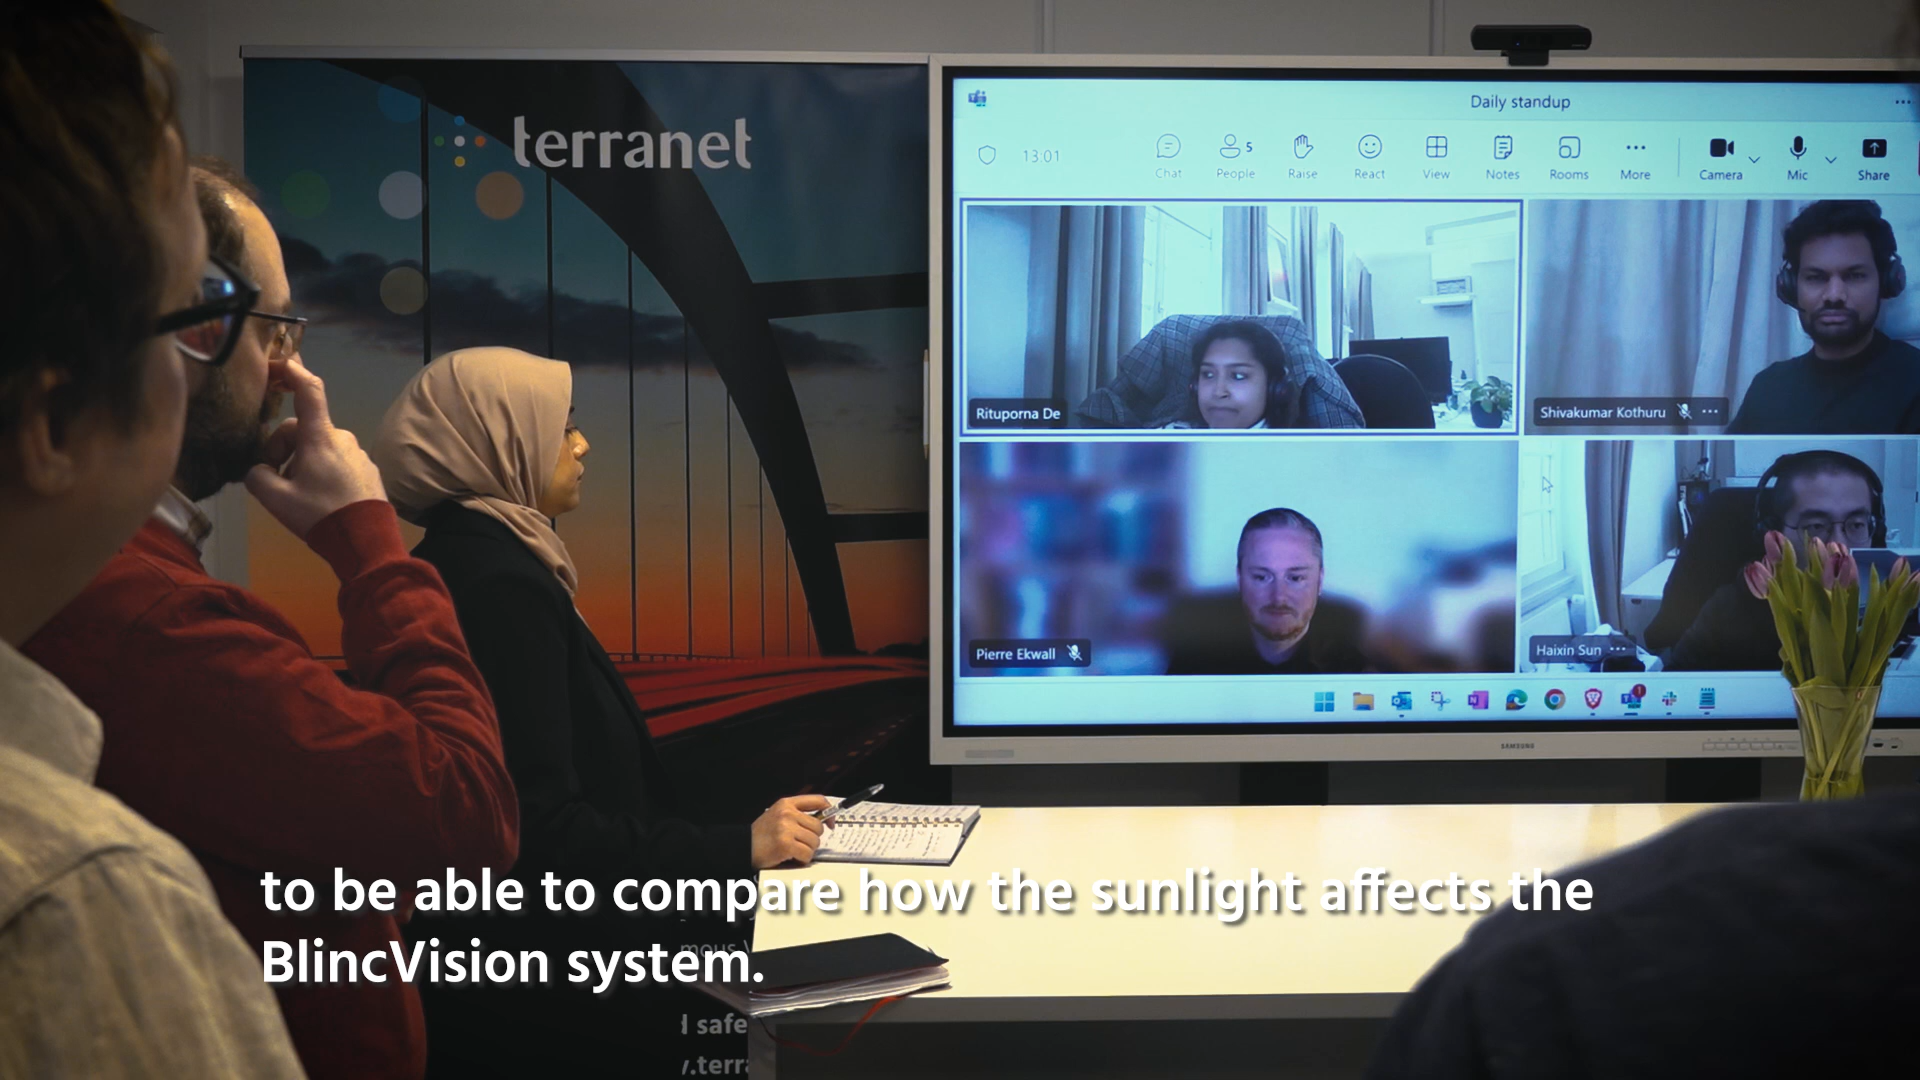 terranet
Daily standup
13:01
Chat
People
5
Raise
React
View
Notes
Rooms
More
Camera
Mic
Share
Rituporna De
Shivakumar Kothuru
Pierre Ekwall
Haixin Sun
SAMSUNG
to be able to compare how the sunlight affects the
BlincVision system.
safe